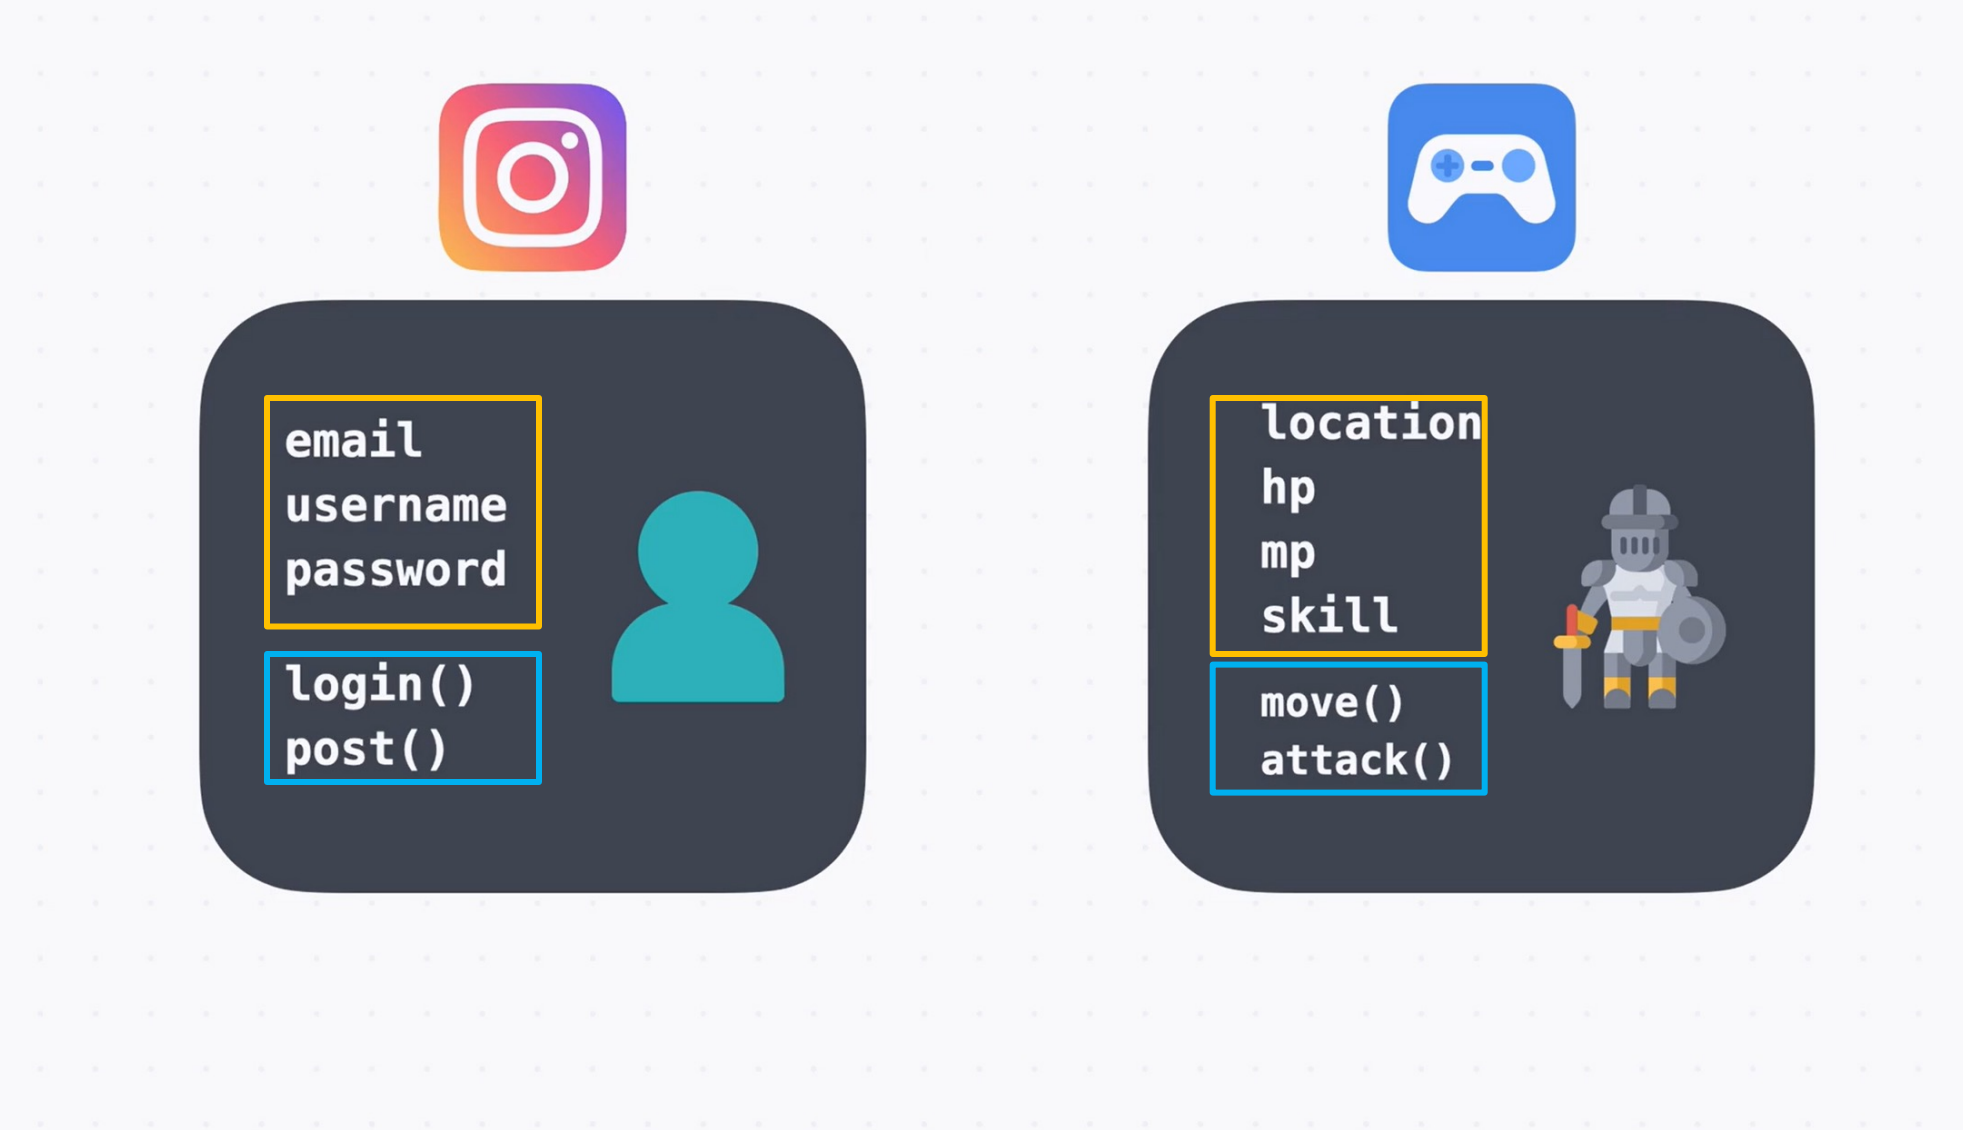 email
username
password
login()
post()
location
hp
mp
skill
move()
attack()